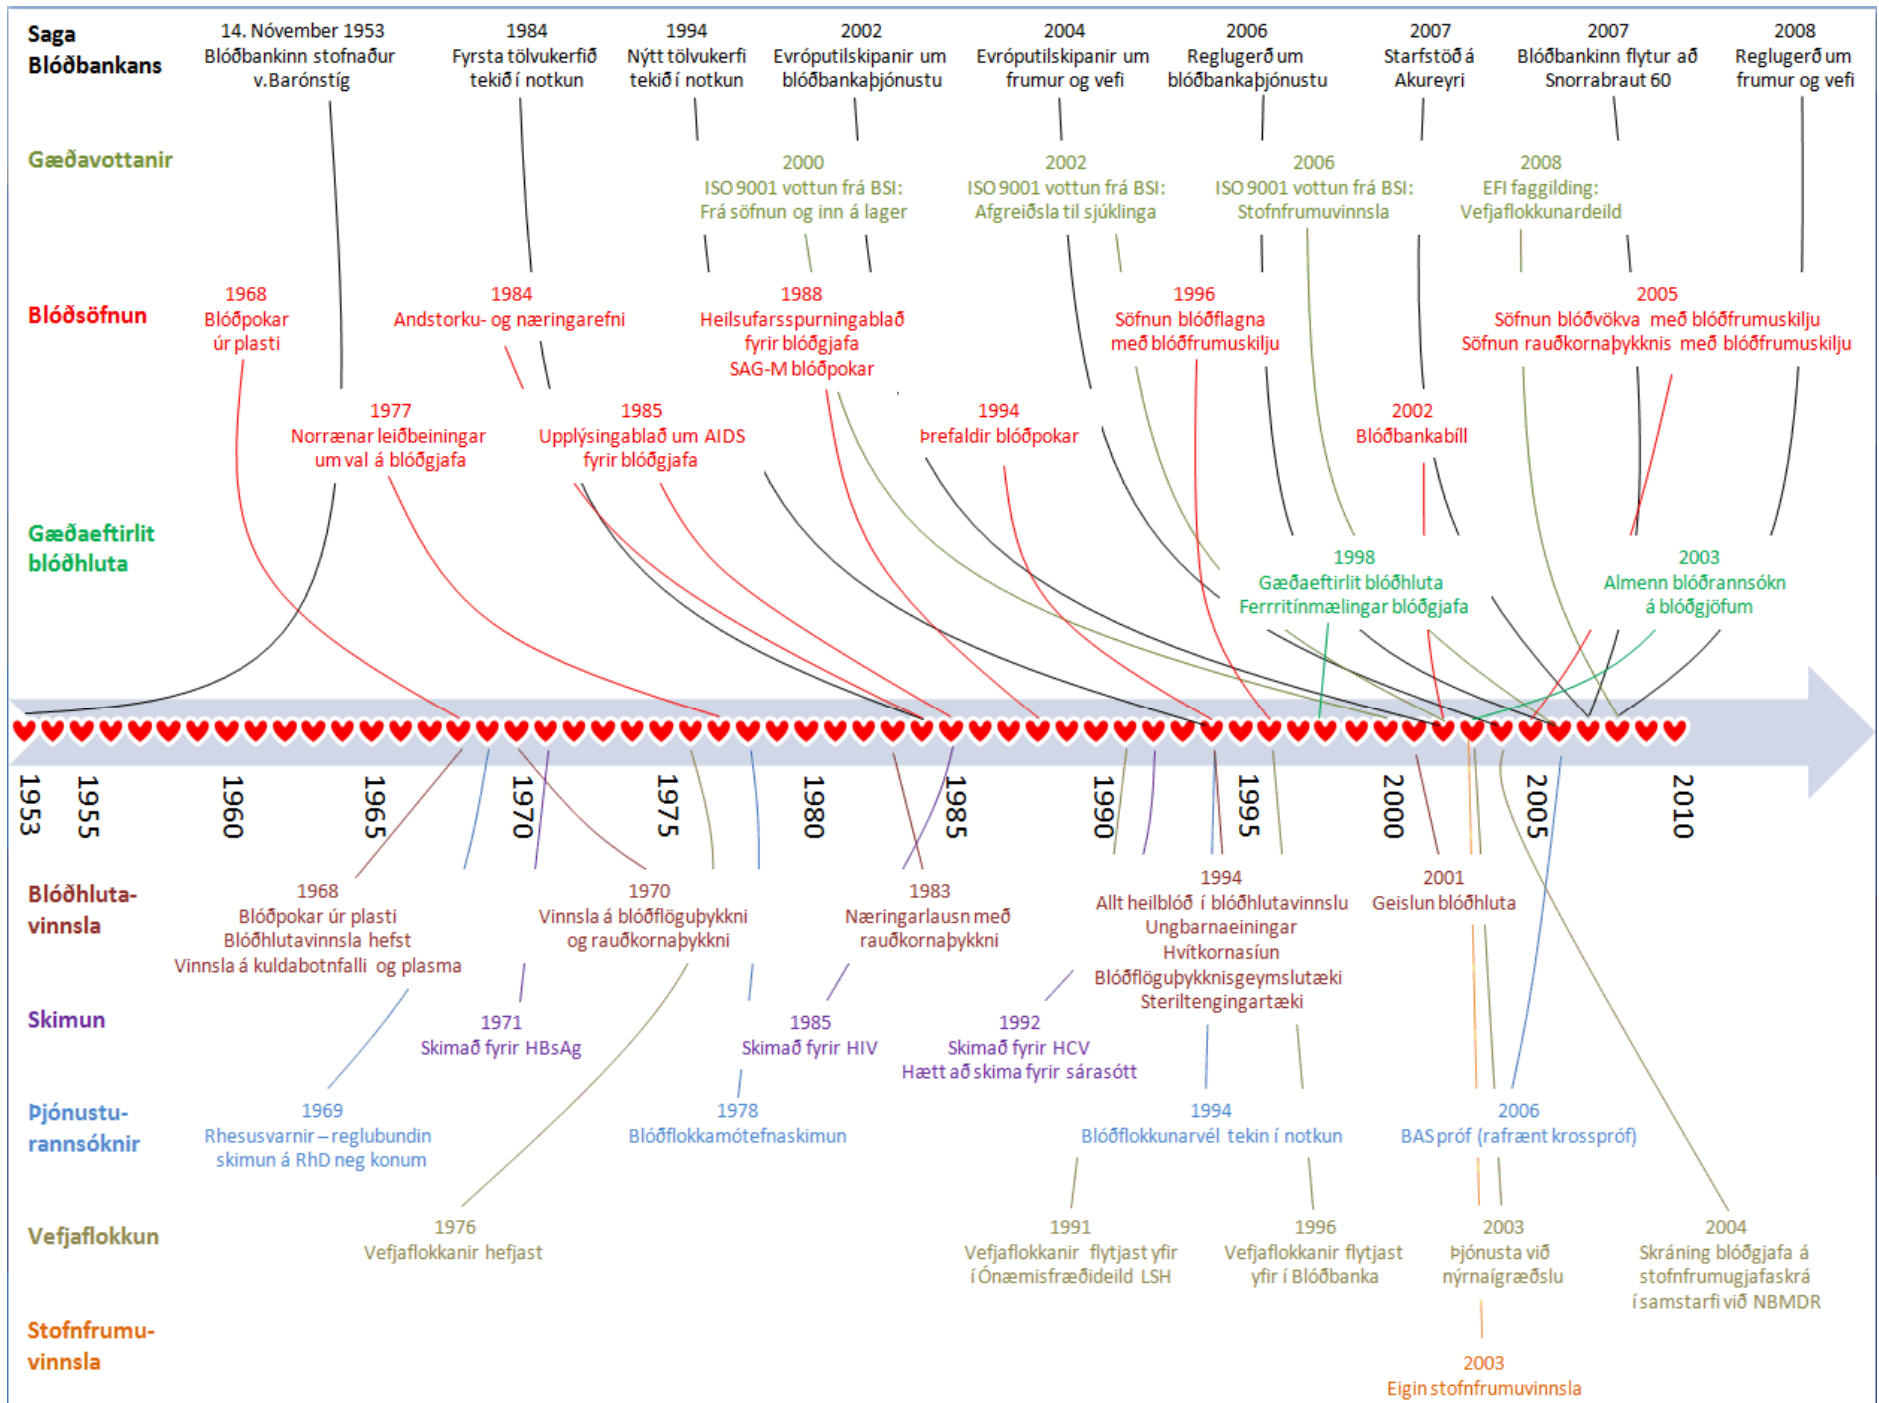 Saga
Blóðbankans
14. Nóvember 1953
Blóðbankinn stofnaður
v.Barónstíg
1984
Fyrsta tölvukerfið
tekið í notkun
1994
Nýtt tölvukerfi
tekið í notkun
2002
Evróputilskipanir um
blóðbankaþjónustu
2004
Evróputilskipanir um
frumur og vefi
2006
Reglugerð um
blóðbankaþjónustu
2007
Starfstöð á
Akureyri
2007
Blóðbankinn flytur að
Snorrabraut 60
2008
Reglugerð um
frumur og vefi
Gæðavottanir
2000
ISO 9001 vottun frá BSI:
Frá söfnun og inn á lager
2002
ISO 9001 vottun frá BSI:
Afgreiðsla til sjúklinga
2006
ISO 9001 vottun frá BSI:
Stofnfrumuvinnsla
2008
EFI faggilding:
Vefjaflokkunardeild
Blóðsöfnun
1968
Blóðpokar
úr plasti
1984
Andstorku- og næringarefni
1988
Heilsufarsspurningablað
fyrir blóðgjafa
SAG-M blóðpokar
1996
Söfnun blóðflagna
með blóðfrumuskilju
2005
Söfnun blóðvökva með blóðfrumuskilju
Söfnun rauðkornaþykknis með blóðfrumuskilju
1977
Norrænar leiðbeiningar
um val á blóðgjafa
1985
Upplýsingablað um AIDS
fyrir blóðgjafa
1994
Þrefaldir blóðpokar
2002
Blóðbankabíll
Gæðaeftirlit
blóðhluta
1998
Gæðaeftirlit blóðhluta
Ferrritínmælingar blóðgjafa
2003
Almenn blóðrannsókn
á blóðgjöfum
1953
1955
1960
1965
1970
1975
1980
1985
1990
1995
2000
2005
2010
Blóðhluta-
vinnsla
1968
Blóðpokar úr plasti
Blóðhlutavinnsla hefst
Vinnsla á kuldabotnfalli og plasma
1970
Vinnsla á blóðflöguþykkni
og rauðkornaþykkni
1983
Næringarlausn með
rauðkornaþykkni
1994
Allt heilblóð í blóðhlutavinnslu
Ungbarnaeiningar
Hvítkornasíun
Blóðflöguþykknisgeymslutæki
Steriltengingartæki
2001
Geislun blóðhluta
Skimun
1971
Skimað fyrir HBsAg
1985
Skimað fyrir HIV
1992
Skimað fyrir HCV
Hætt að skima fyrir sárasótt
Þjónustu-
rannsóknir
1969
Rhesusvarnir – reglubundin
skimun á RhD neg konum
1978
Blóðflokkamótefnaskimun
1994
Blóðflokkunarvél tekin í notkun
2006
BAS próf (rafrænt krosspróf)
Vefjaflokkun
1976
Vefjaflokkanir hefjast
1991
Vefjaflokkanir flytjast yfir
í Ónæmisfræðideild LSH
1996
Vefjaflokkanir flytjast
yfir í Blóðbanka
2003
Þjónusta við
nýrnaígræðslu
2004
Skráning blóðgjafa á
stofnfrumugjafaskrá
í samstarfi við NBMDR
Stofnfrumu-
vinnsla
2003
Eigin stofnfrumuvinnsla